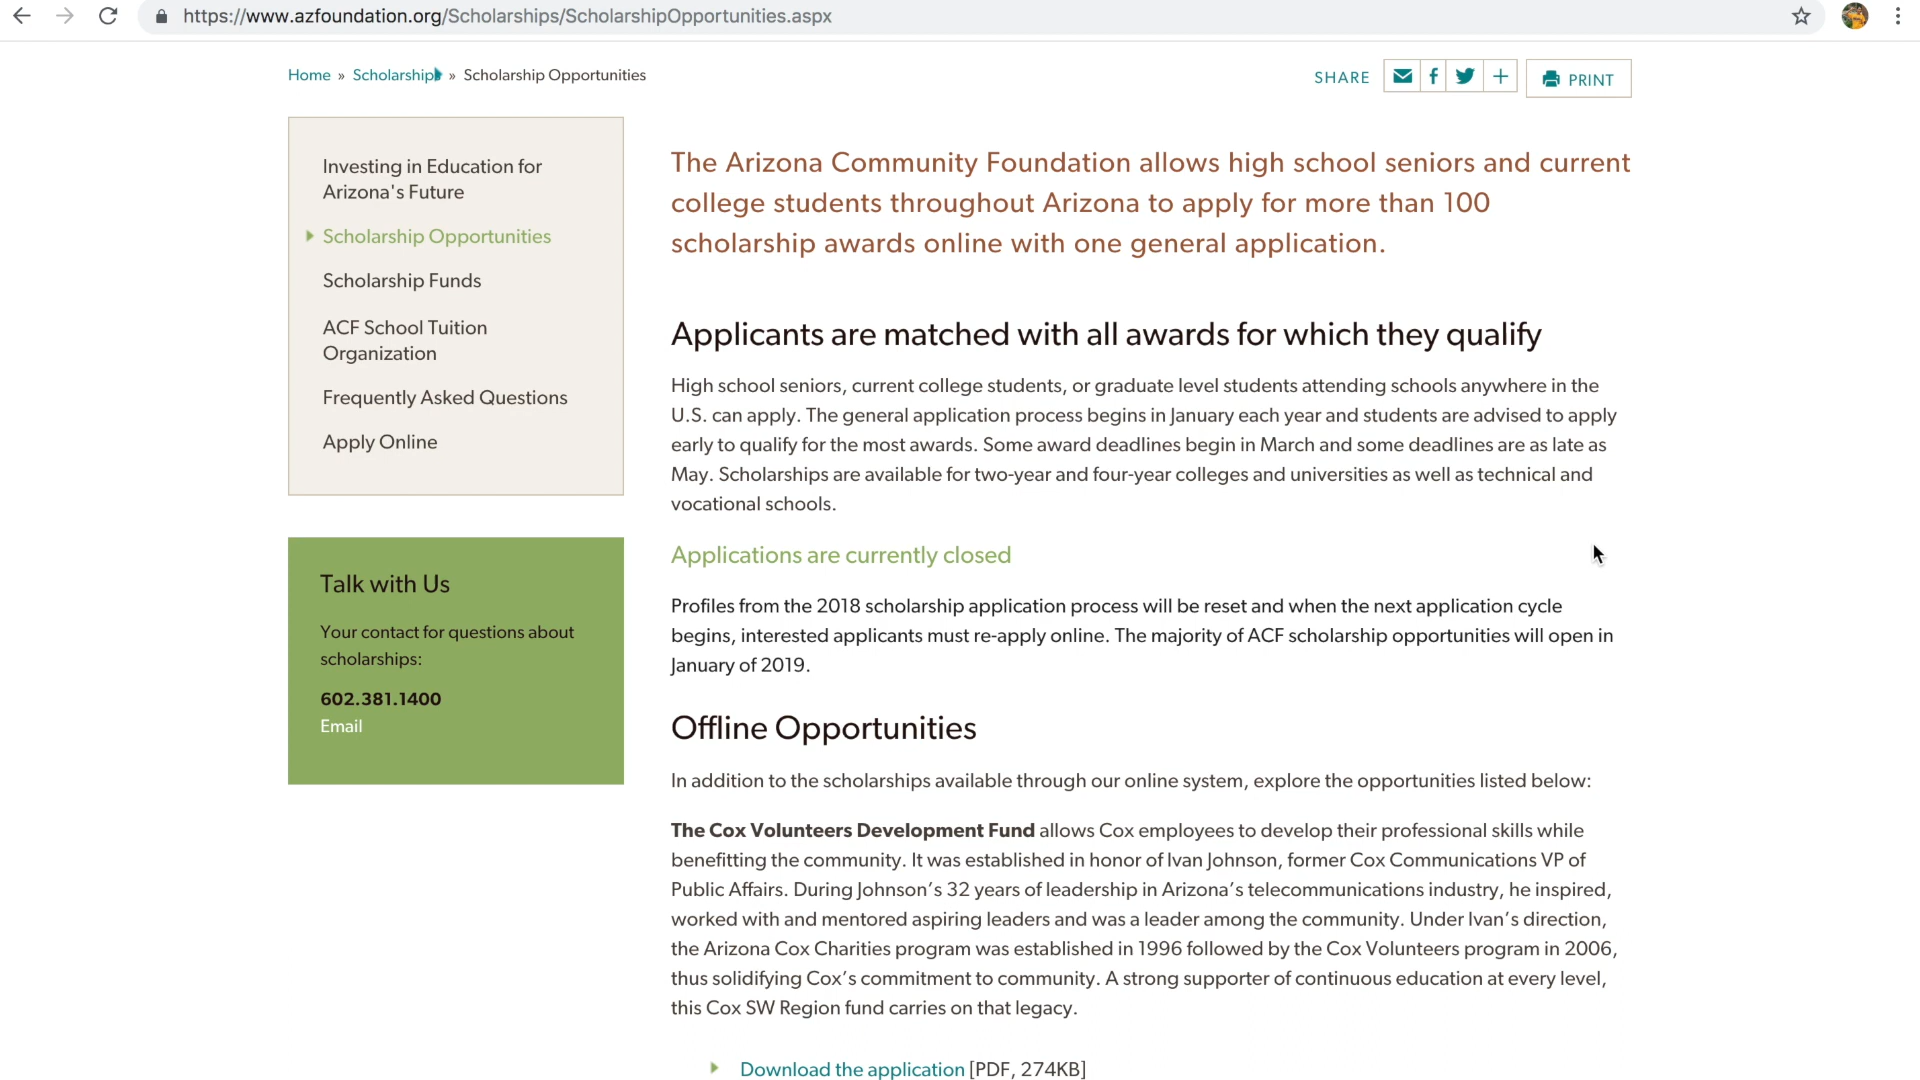 https://www.azfoundation.org/Scholarships/ScholarshipOpportunities.aspx
Home » Scholarships » Scholarship Opportunities
SHARE
PRINT
Investing in Education for
Arizona's Future
Scholarship Opportunities
Scholarship Funds
ACF School Tuition
Organization
Frequently Asked Questions
Apply Online
Talk with Us
Your contact for questions about
scholarships:
602.381.1400
Email
The Arizona Community Foundation allows high school seniors and current
college students throughout Arizona to apply for more than 100
scholarship awards online with one general application.
Applicants are matched with all awards for which they qualify
High school seniors, current college students, or graduate level students attending schools anywhere in the
U.S. can apply. The general application process begins in January each year and students are advised to apply
early to qualify for the most awards. Some award deadlines begin in March and some deadlines are as late as
May. Scholarships are available for two-year and four-year colleges and universities as well as technical and
vocational schools.
Applications are currently closed
Profiles from the 2018 scholarship application process will be reset and when the next application cycle
begins, interested applicants must re-apply online. The majority of ACF scholarship opportunities will open in
January of 2019.
Offline Opportunities
In addition to the scholarships available through our online system, explore the opportunities listed below:
The Cox Volunteers Development Fund allows Cox employees to develop their professional skills while
benefitting the community. It was established in honor of Ivan Johnson, former Cox Communications VP of
Public Affairs. During Johnson's 32 years of leadership in Arizona's telecommunications industry, he inspired,
worked with and mentored aspiring leaders and was a leader among the community. Under Ivan's direction,
the Arizona Cox Charities program was established in 1996 followed by the Cox Volunteers program in 2006,
thus solidifying Cox's commitment to community. A strong supporter of continuous education at every level,
this Cox SW Region fund carries on that legacy.
Download the application [PDF, 274KB]